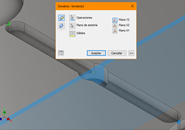 Simetría: Simetría1
Operaciones
Plano de simetría
Sólidos
Plano YZ
Plano XZ
Plano XY
Aceptar
Cancelar
>>